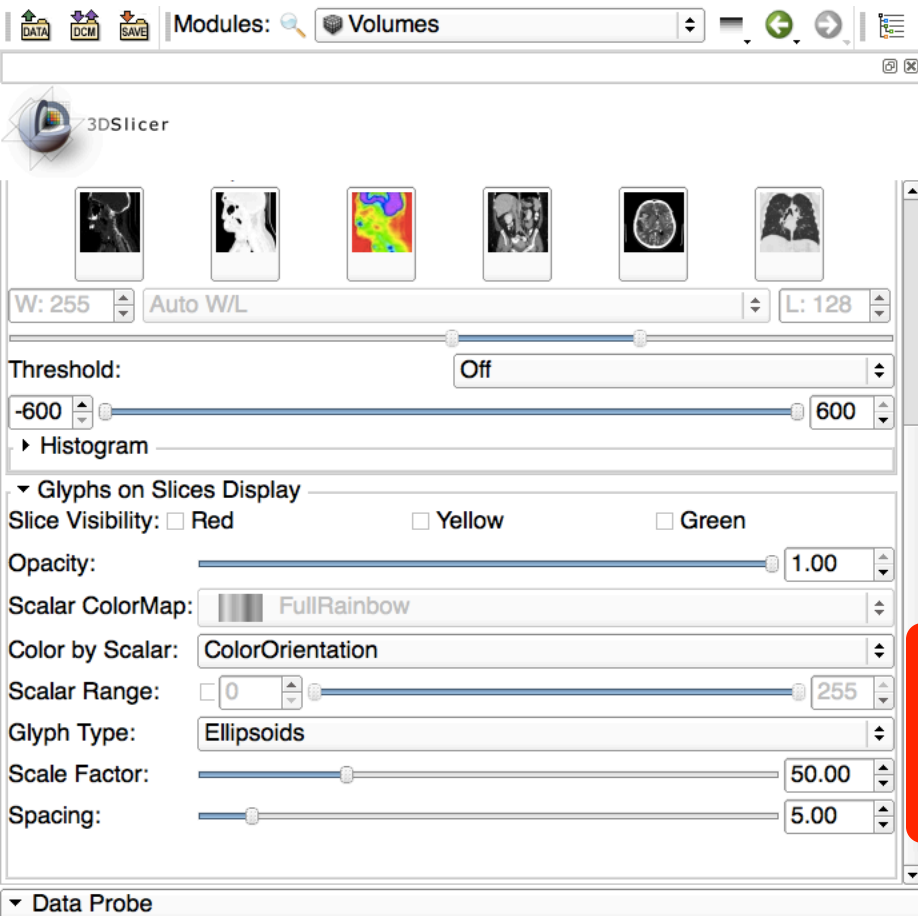 DATA DCM SAVE Modules: Volumes
3DSlicer
W: 255 Auto W/L L: 128
Threshold: Off
-600 600
Histogram
Glyphs on Slices Display
Slice Visibility: Red Yellow Green
Opacity: 1.00
Scalar ColorMap: FullRainbow
Color by Scalar: ColorOrientation
Scalar Range: 0 255
Glyph Type: Ellipsoids
Scale Factor: 50.00
Spacing: 5.00
Data Probe